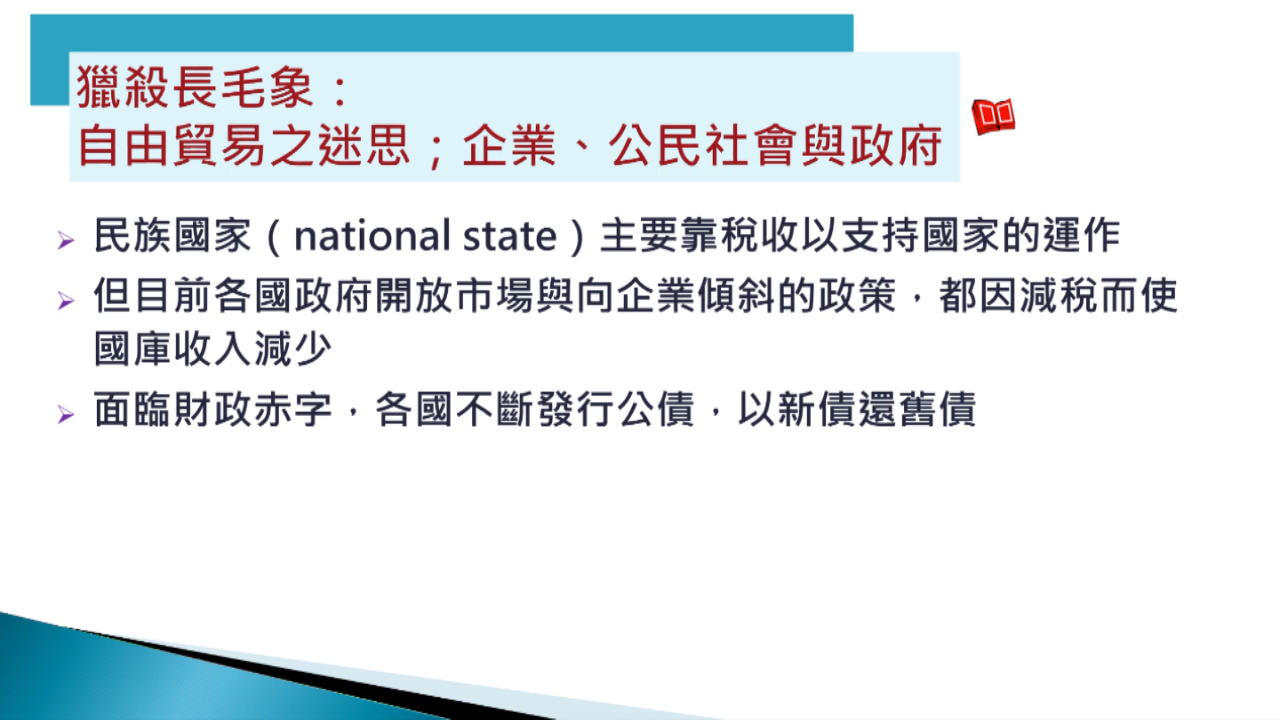 獵殺長毛象：
自由貿易之迷思；企業、公民社會與政府
民族國家（national state）主要靠稅收以支持國家的運作
但目前各國政府開放市場與向企業傾斜的政策，都因減稅而使
國庫收入減少
面臨財政赤字，各國不斷發行公債，以新債還舊債